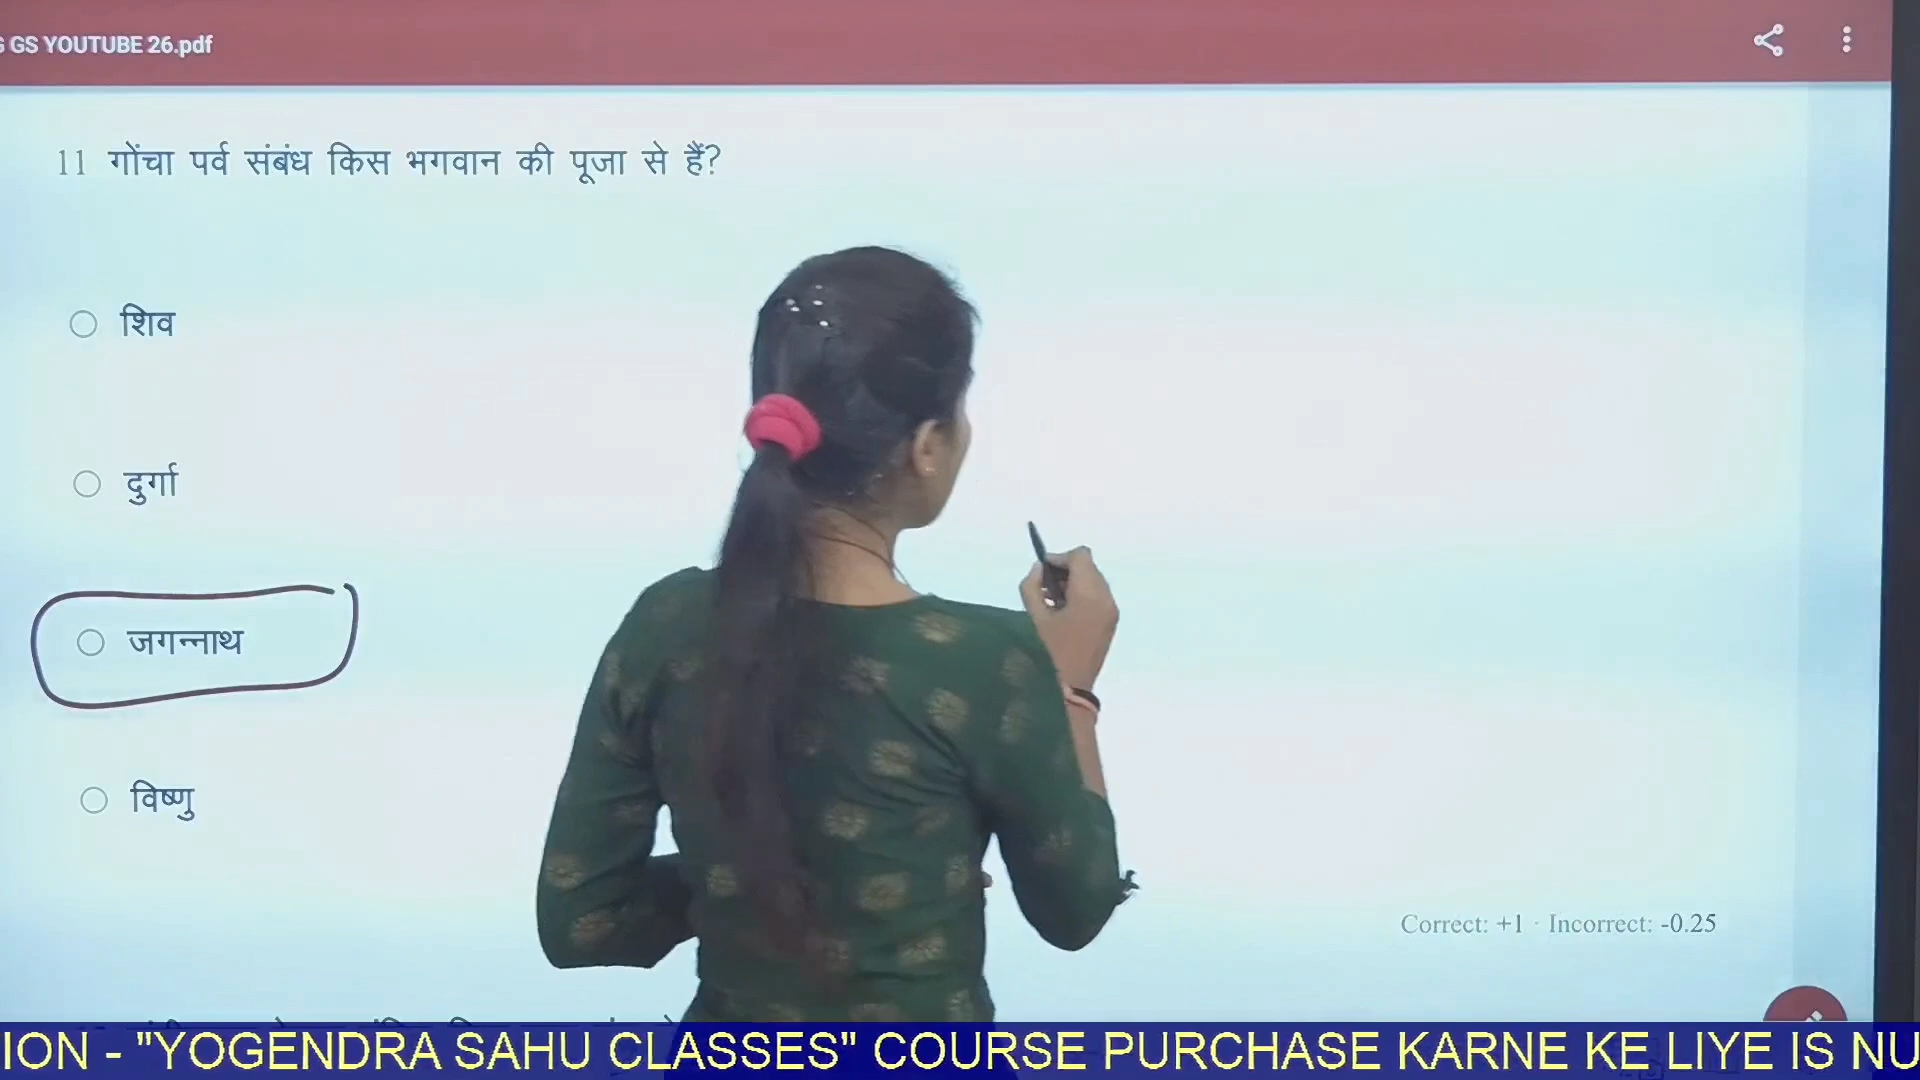 GS YOUTUBE 26.pdf
11 गोंचा पर्व संबंध किस भगवान की पूजा से हैं?
शिव
दुर्गा
जगन्नाथ
विष्णु
Correct: +1 · Incorrect: -0.25
ION - "YOGENDRA SAHU CLASSES" COURSE PURCHASE KARNE KE LIYE IS NU